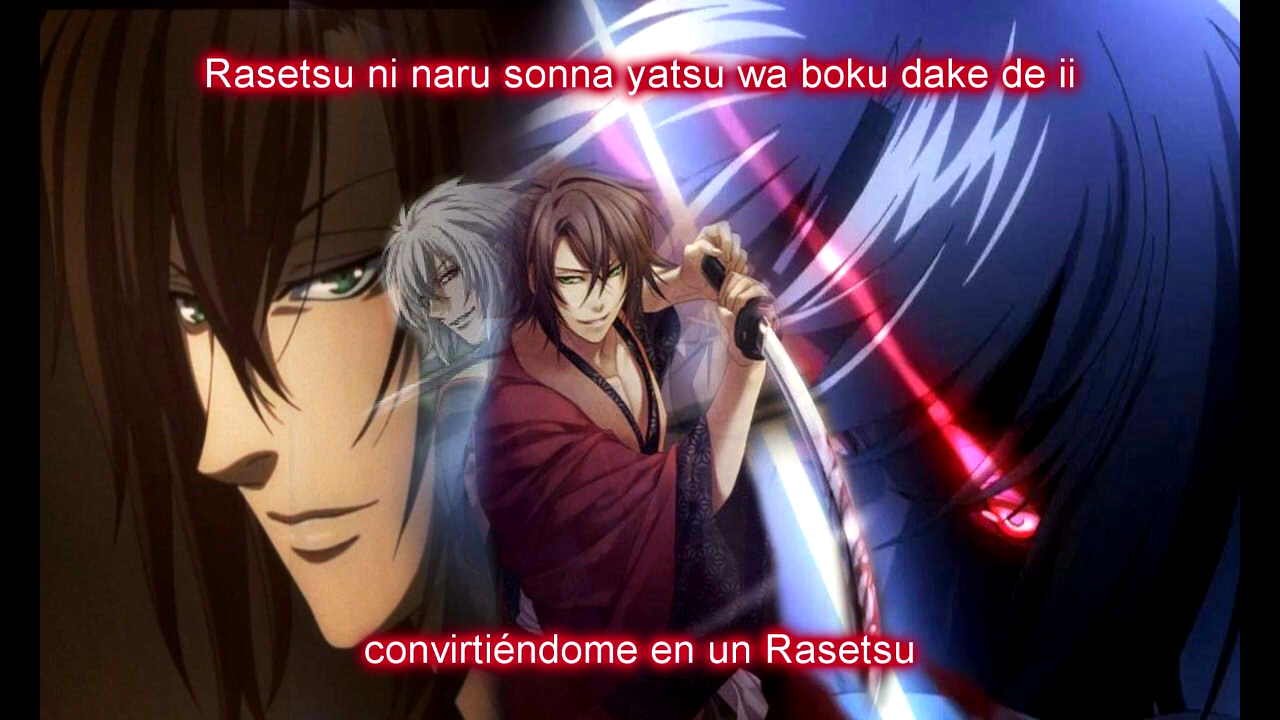 Rasetsu ni naru sonna yatsu wa boku dake de ii
convirtiéndome en un Rasetsu